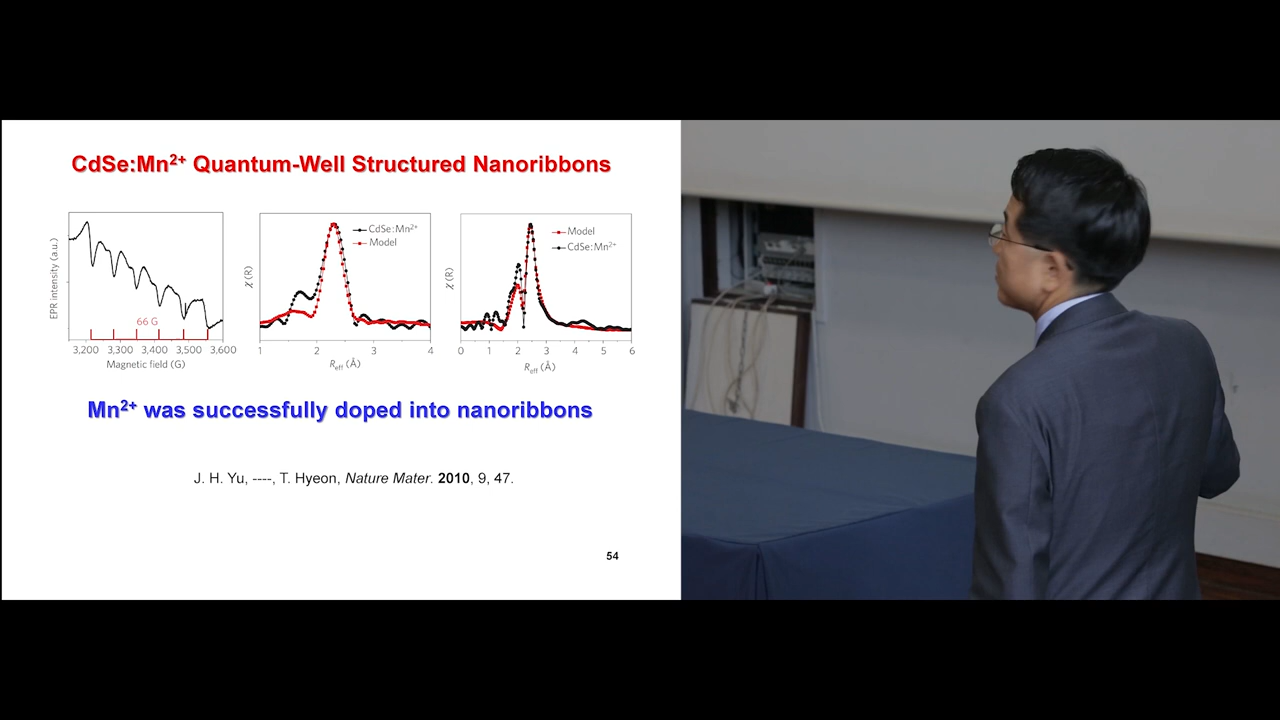 CdSe:Mn²⁺ Quantum-Well Structured Nanoribbons
EPR intensity (a.u.)
66 G
3,200 3,300 3,400 3,500 3,600
Magnetic field (G)
χ(R)
CdSe:Mn²⁺
Model
1 2 3 4
Reff (Å)
χ(R)
Model
CdSe:Mn²⁺
0 1 2 3 4 5 6
Reff (Å)
Mn²⁺ was successfully doped into nanoribbons
J. H. Yu, ----, T. Hyeon, Nature Mater. 2010, 9, 47.
54